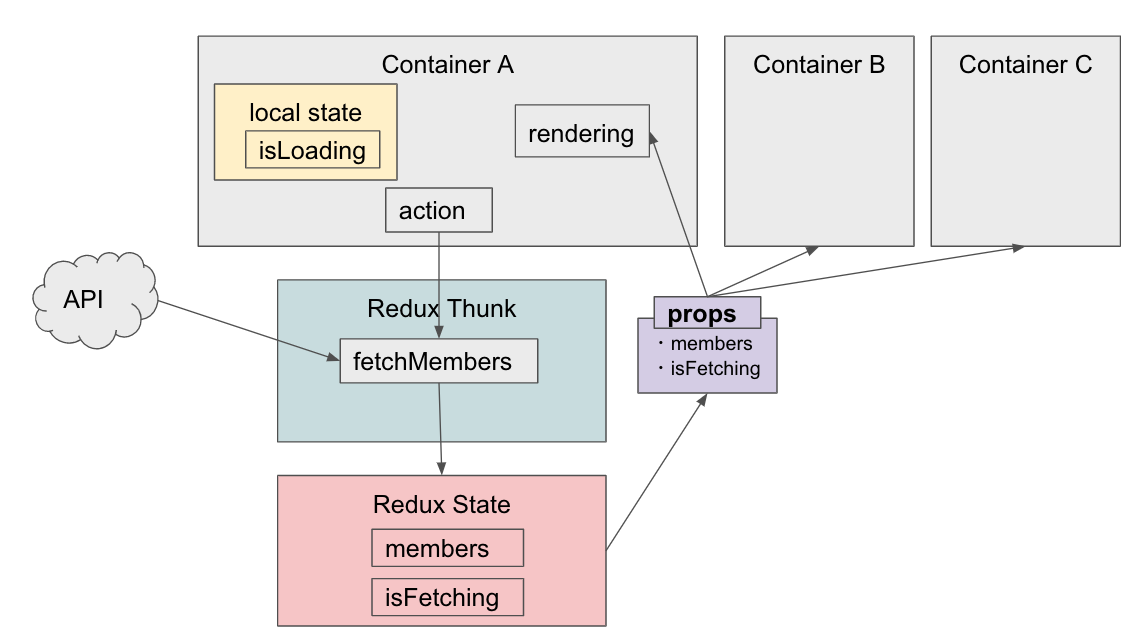 Container A
local state
isLoading
rendering
action
Container B
Container C
API
Redux Thunk
fetchMembers
props
・members
・isFetching
Redux State
members
isFetching